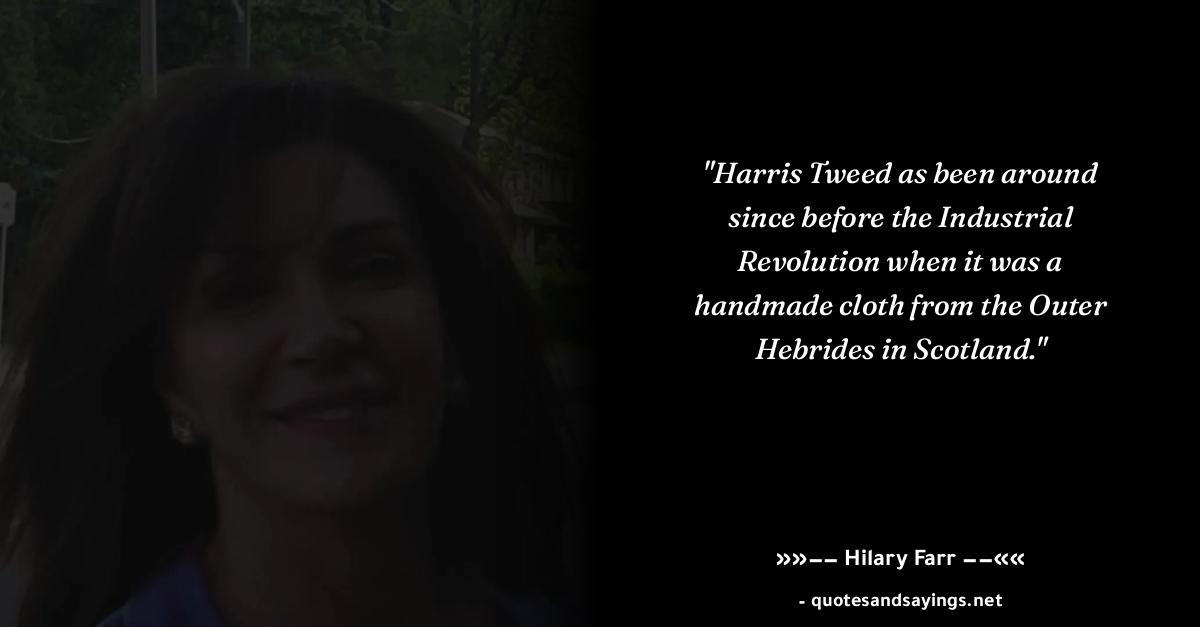 "Harris Tweed as been around
since before the Industrial
Revolution when it was a
handmade cloth from the Outer
Hebrides in Scotland."
»»−− Hilary Farr −−««
- quotesandsayings.net